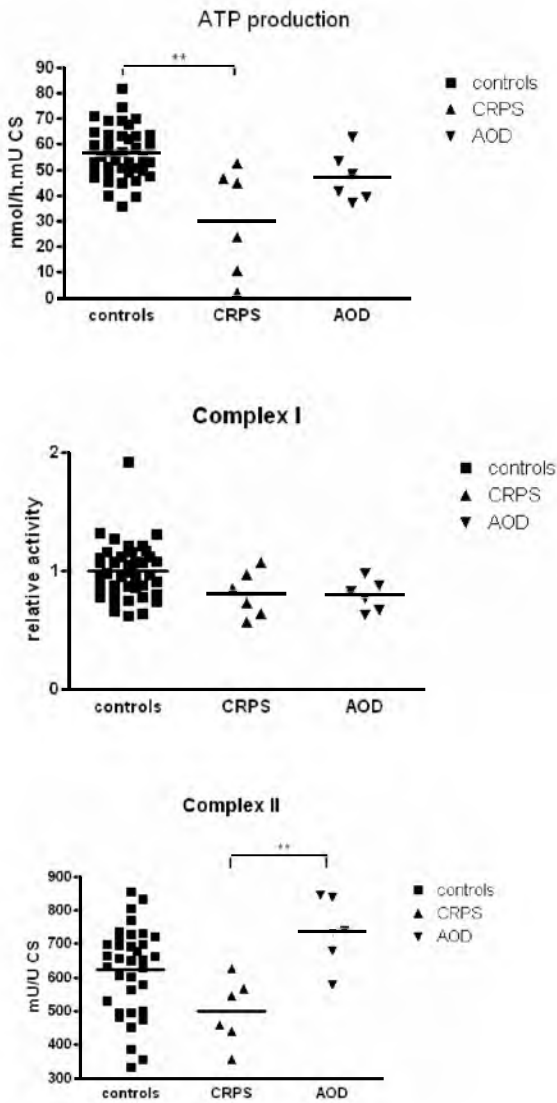 ATP production
**
90
80
70
60
50
40
30
20
10
0
nmol/h.mU CS
controls
CRPS
AOD
controls
CRPS
AOD
Complex I
2
1
0
relative activity
controls
CRPS
AOD
controls
CRPS
AOD
Complex II
**
900
800
700
600
500
400
300
mU/U CS
controls
CRPS
AOD
controls
CRPS
AOD